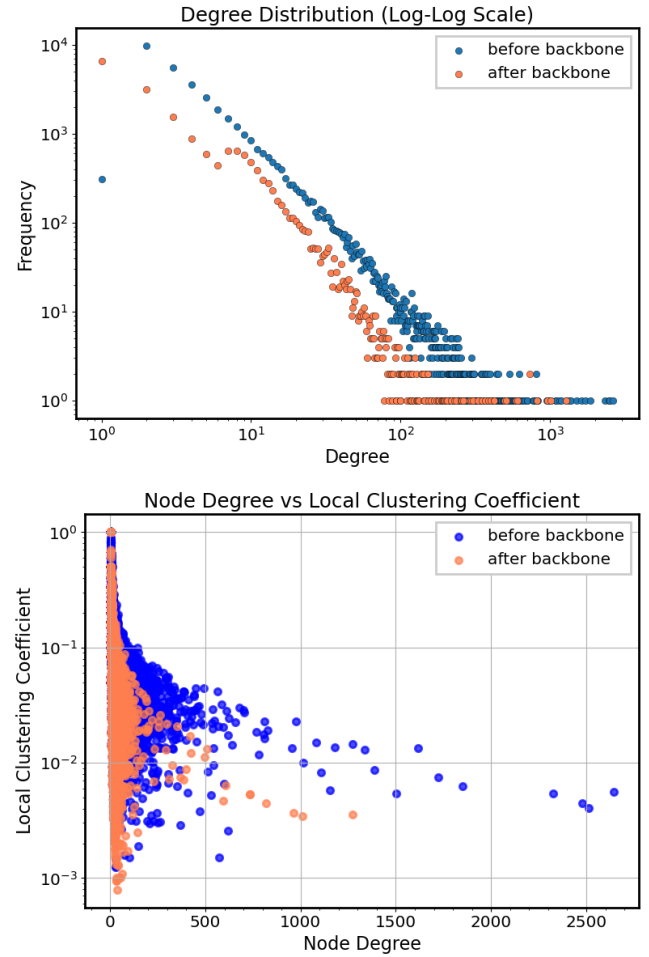 Degree Distribution (Log-Log Scale)
before backbone
after backbone
10⁴
10³
10²
10¹
10⁰
Frequency
10⁰ 10¹ 10² 10³
Degree
Node Degree vs Local Clustering Coefficient
before backbone
after backbone
10⁰
10⁻¹
10⁻²
10⁻³
Local Clustering Coefficient
0 500 1000 1500 2000 2500
Node Degree